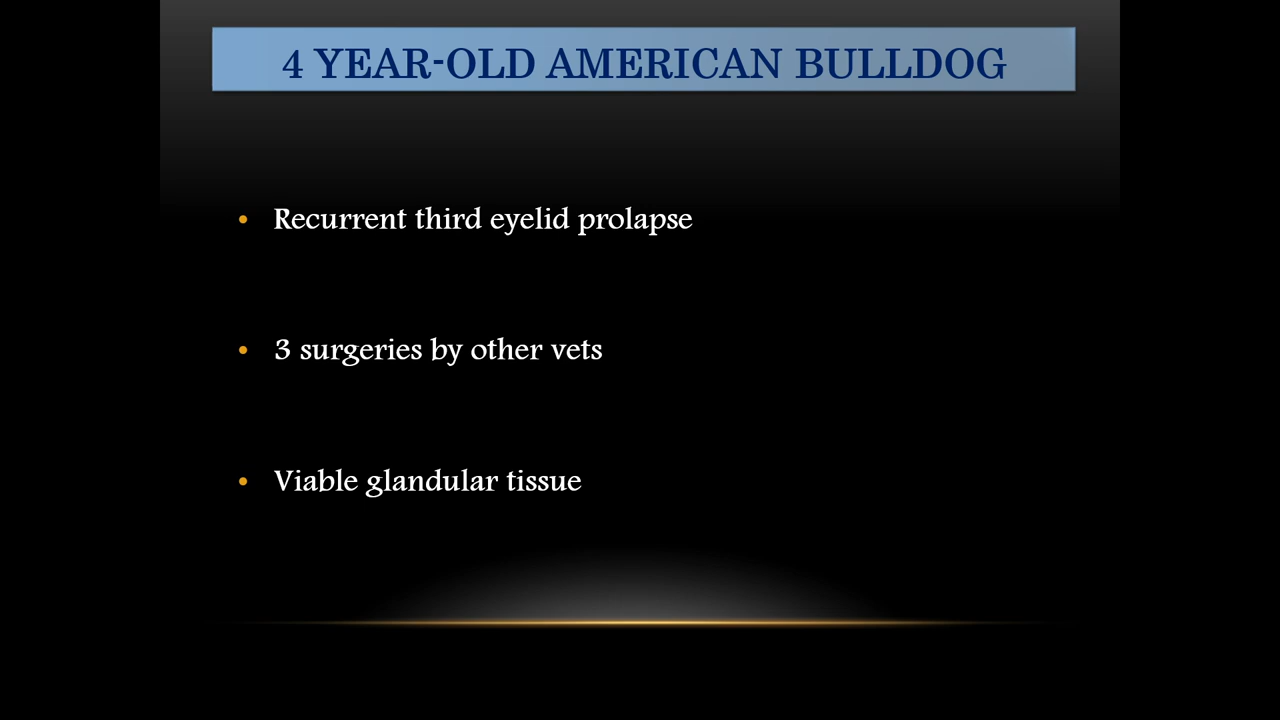 4 YEAR-OLD AMERICAN BULLDOG
• Recurrent third eyelid prolapse
• 3 surgeries by other vets
• Viable glandular tissue